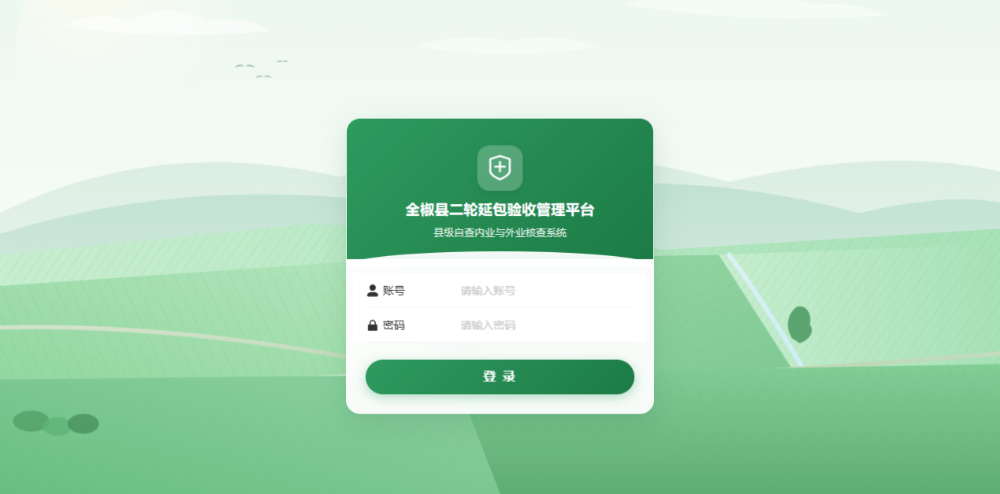 全椒县二轮延包验收管理平台
县级自查内业与外业核查系统
账号 请输入账号
密码 请输入密码
登 录